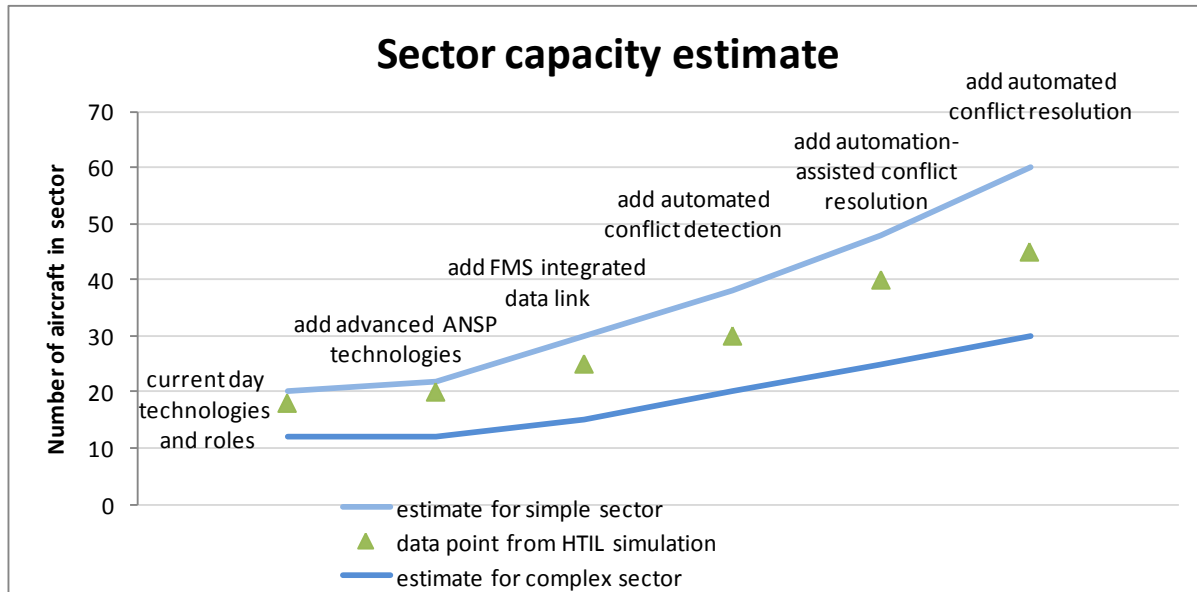 Sector capacity estimate
Number of aircraft in sector
70
60
50
40
30
20
10
0
current day
technologies
and roles
add advanced ANSP
technologies
add FMS integrated
data link
add automated
conflict detection
add automation-
assisted conflict
resolution
add automated
conflict resolution
estimate for simple sector
data point from HTIL simulation
estimate for complex sector